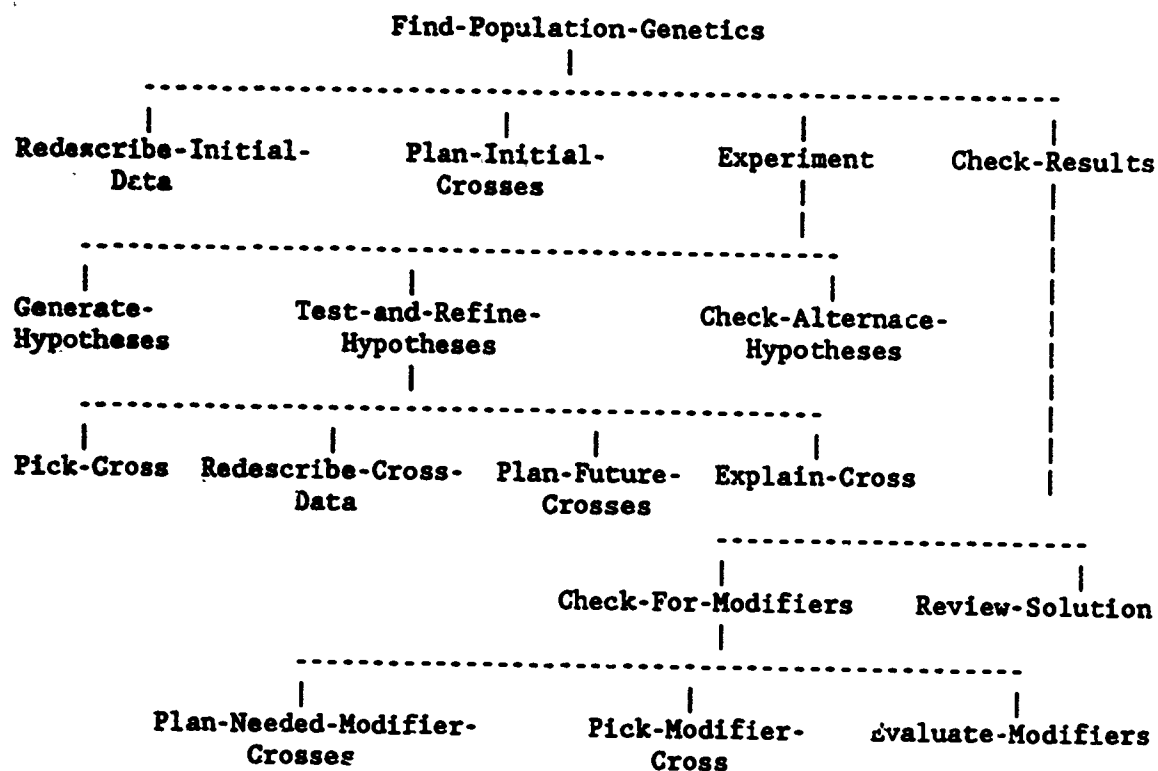 Find-Population-Genetics
Redescribe-Initial-
Data
Plan-Initial-
Crosses
Experiment
Check-Results
Generate-
Hypotheses
Test-and-Refine-
Hypotheses
Check-Alternace-
Hypotheses
Pick-Cross
Redescribe-Cross-
Data
Plan-Future-
Crosses
Explain-Cross
Check-For-Modifiers
Review-Solution
Plan-Needed-Modifier-
Crosses
Pick-Modifier-
Cross
Evaluate-Modifiers